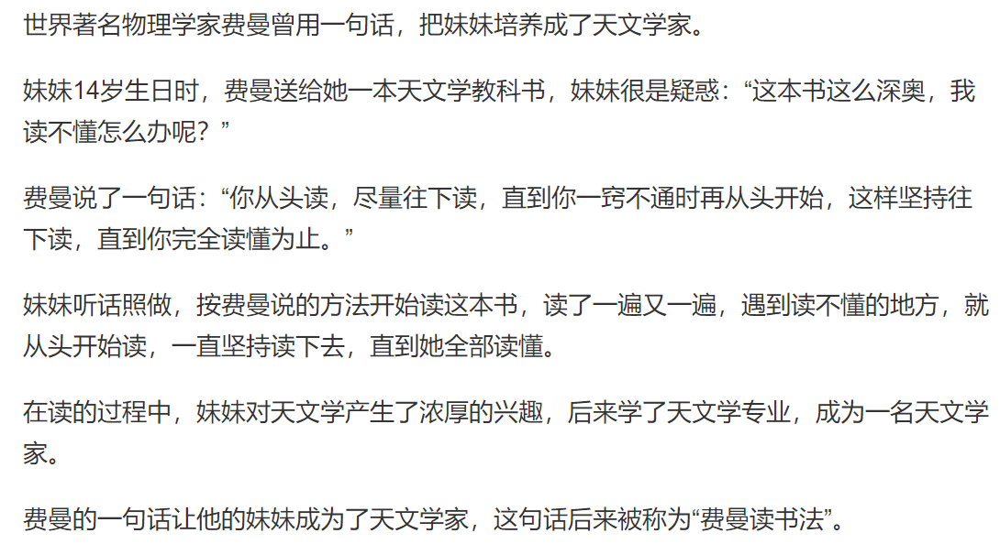 世界著名物理学家费曼曾用一句话，把妹妹培养成了天文学家。
妹妹14岁生日时，费曼送给她一本天文学教科书，妹妹很是疑惑：“这本书这么深奥，我
读不懂怎么办呢？”
费曼说了一句话：“你从头读，尽量往下读，直到你一窍不通时再从头开始，这样坚持往
下读，直到你完全读懂为止。”
妹妹听话照做，按费曼说的方法开始读这本书，读了一遍又一遍，遇到读不懂的地方，就
从头开始读，一直坚持读下去，直到她全部读懂。
在读的过程中，妹妹对天文学产生了浓厚的兴趣，后来学了天文学专业，成为一名天文学
家。
费曼的一句话让他的妹妹成为了天文学家，这句话后来被称为“费曼读书法”。